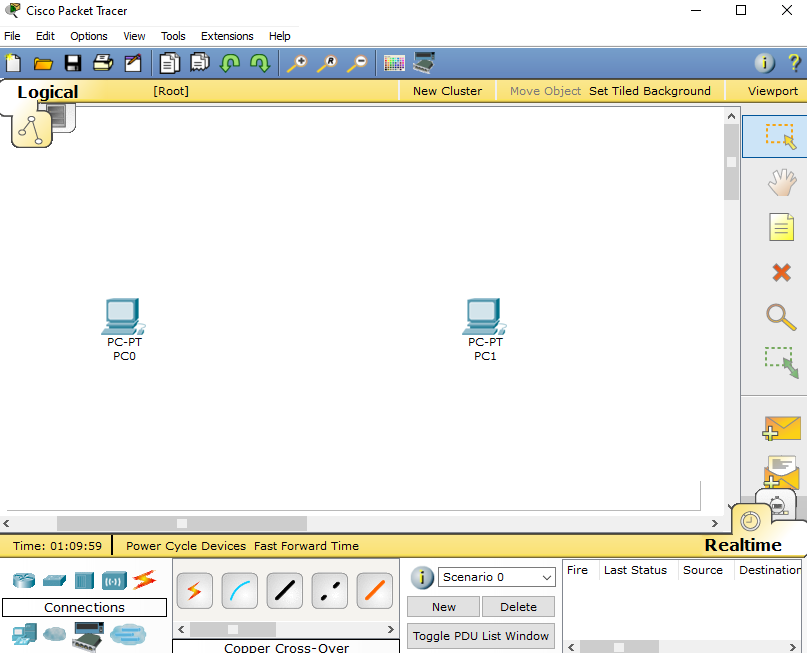 Cisco Packet Tracer
File Edit Options View Tools Extensions Help
Logical [Root] New Cluster Move Object Set Tiled Background Viewport
PC-PT PC-PT
PC0 PC1
Time: 01:09:59 Power Cycle Devices Fast Forward Time Realtime
Fire Last Status Source Destination
Scenario 0
Connections New Delete
Toggle PDU List Window
Copper Cross-Over